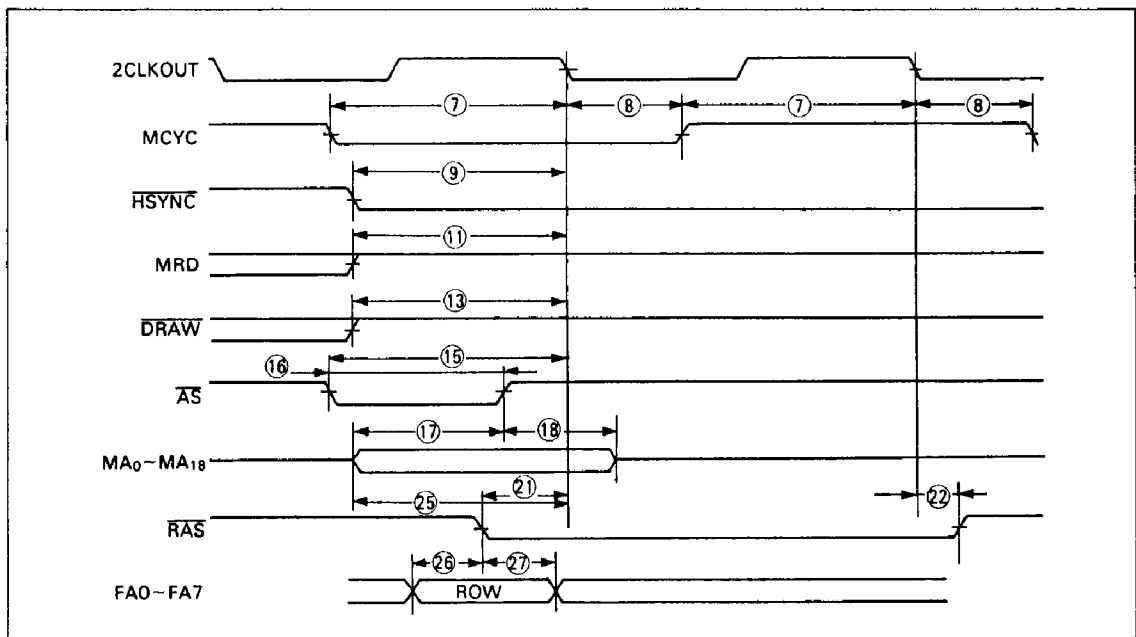 2CLKOUT
⑦ ⑧ ⑦ ⑧
MCYC
⑨
HSYNC
⑪
MRD
⑬
DRAW
⑮
⑯
AS
⑰ ⑱
MA₀~MA₁₈
㉑
㉕ ㉒
RAS
㉖ ㉗
FA0~FA7 ROW